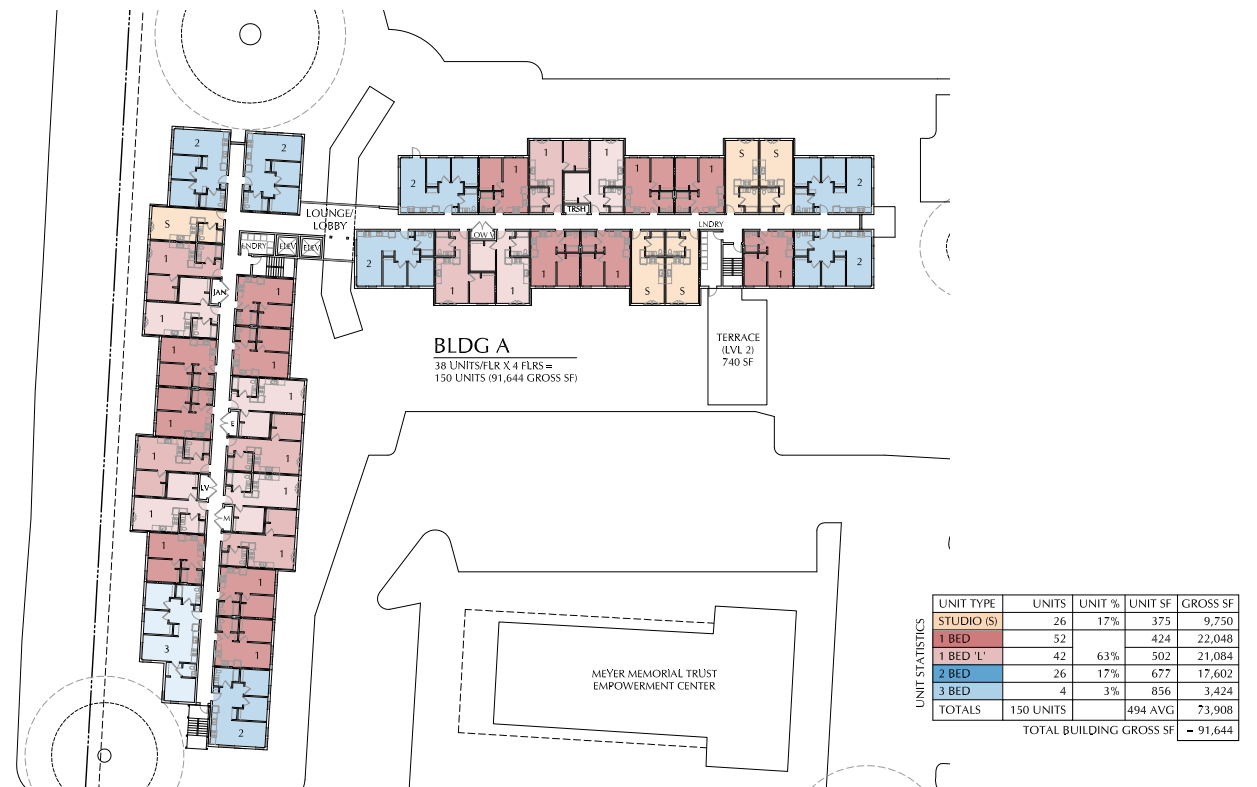 2
2
S
1
1
LOUNGE/
LOBBY
LNDRY
ELEV
ELEV
JAN
1
1
1
1
1
1
E
1
1
LV
1
1
M
1
1
1
3
1
2
2
1
1
1
1
1
S
S
2
TRSH
LNDRY
2
OW V
1
1
1
1
S
S
1
2
BLDG A
38 UNITS/FLR X 4 FLRS =
150 UNITS (91,644 GROSS SF)
TERRACE
(LVL 2)
740 SF
MEYER MEMORIAL TRUST
EMPOWERMENT CENTER
UNIT STATISTICS
UNIT TYPE UNITS UNIT % UNIT SF GROSS SF
STUDIO (S) 26 17% 375 9,750
1 BED 52 424 22,048
1 BED 'L' 42 63% 502 21,084
2 BED 26 17% 677 17,602
3 BED 4 3% 856 3,424
TOTALS 150 UNITS 494 AVG 73,908
TOTAL BUILDING GROSS SF = 91,644